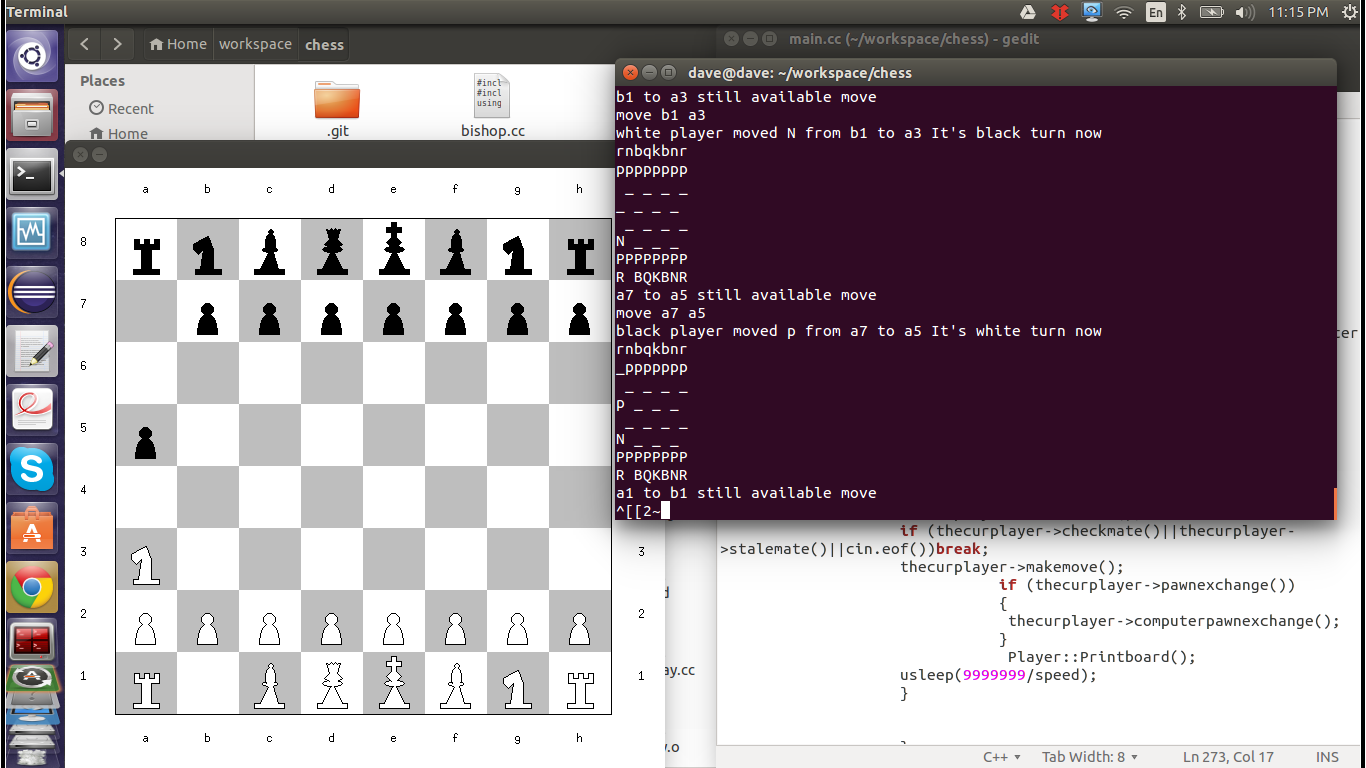 Terminal
En
11:15 PM
Home workspace chess
main.cc (~/workspace/chess) - gedit
Places
Recent
Home
#incl
#incl
using
.git
bishop.cc
dave@dave: ~/workspace/chess
b1 to a3 still available move
move b1 a3
white player moved N from b1 to a3 It's black turn now
rnbqkbnr
PPPPPPPP
_ _ _ _
_ _ _ _
_ _ _ _
N _ _ _
PPPPPPPP
R BQKBNR
a7 to a5 still available move
move a7 a5
black player moved p from a7 to a5 It's white turn now
rnbqkbnr
_PPPPPPP
_ _ _ _
p _ _ _
_ _ _ _
N _ _ _
PPPPPPPP
R BQKBNR
a1 to b1 still available move
^[[2~
a b c d e f g h
8
7
6
5
4
3 3
2 2
1 1
a b c d e f g h
ay.cc
.o
if (thecurplayer->checkmate()||thecurplayer-
>stalemate()||cin.eof())break;
thecurplayer->makemove();
if (thecurplayer->pawnexchange())
{
thecurplayer->computerpawnexchange();
}
Player::Printboard();
usleep(9999999/speed);
}
C++ Tab Width: 8 Ln 273, Col 17 INS